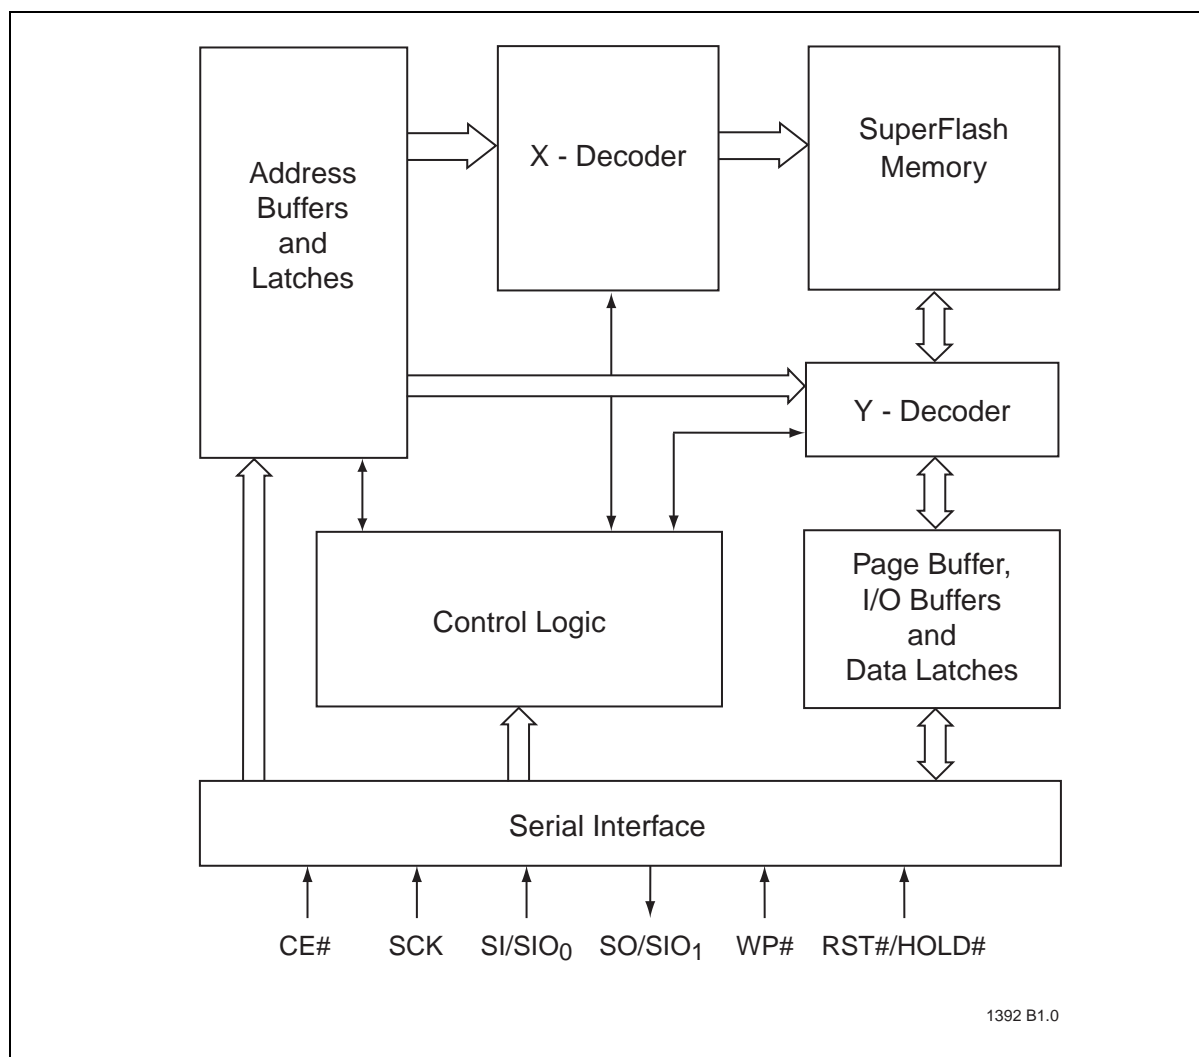 Address
Buffers
and
Latches
X - Decoder
SuperFlash
Memory
Y - Decoder
Control Logic
Page Buffer,
I/O Buffers
and
Data Latches
Serial Interface
CE# SCK SI/SIO0 SO/SIO1 WP# RST#/HOLD#
1392 B1.0